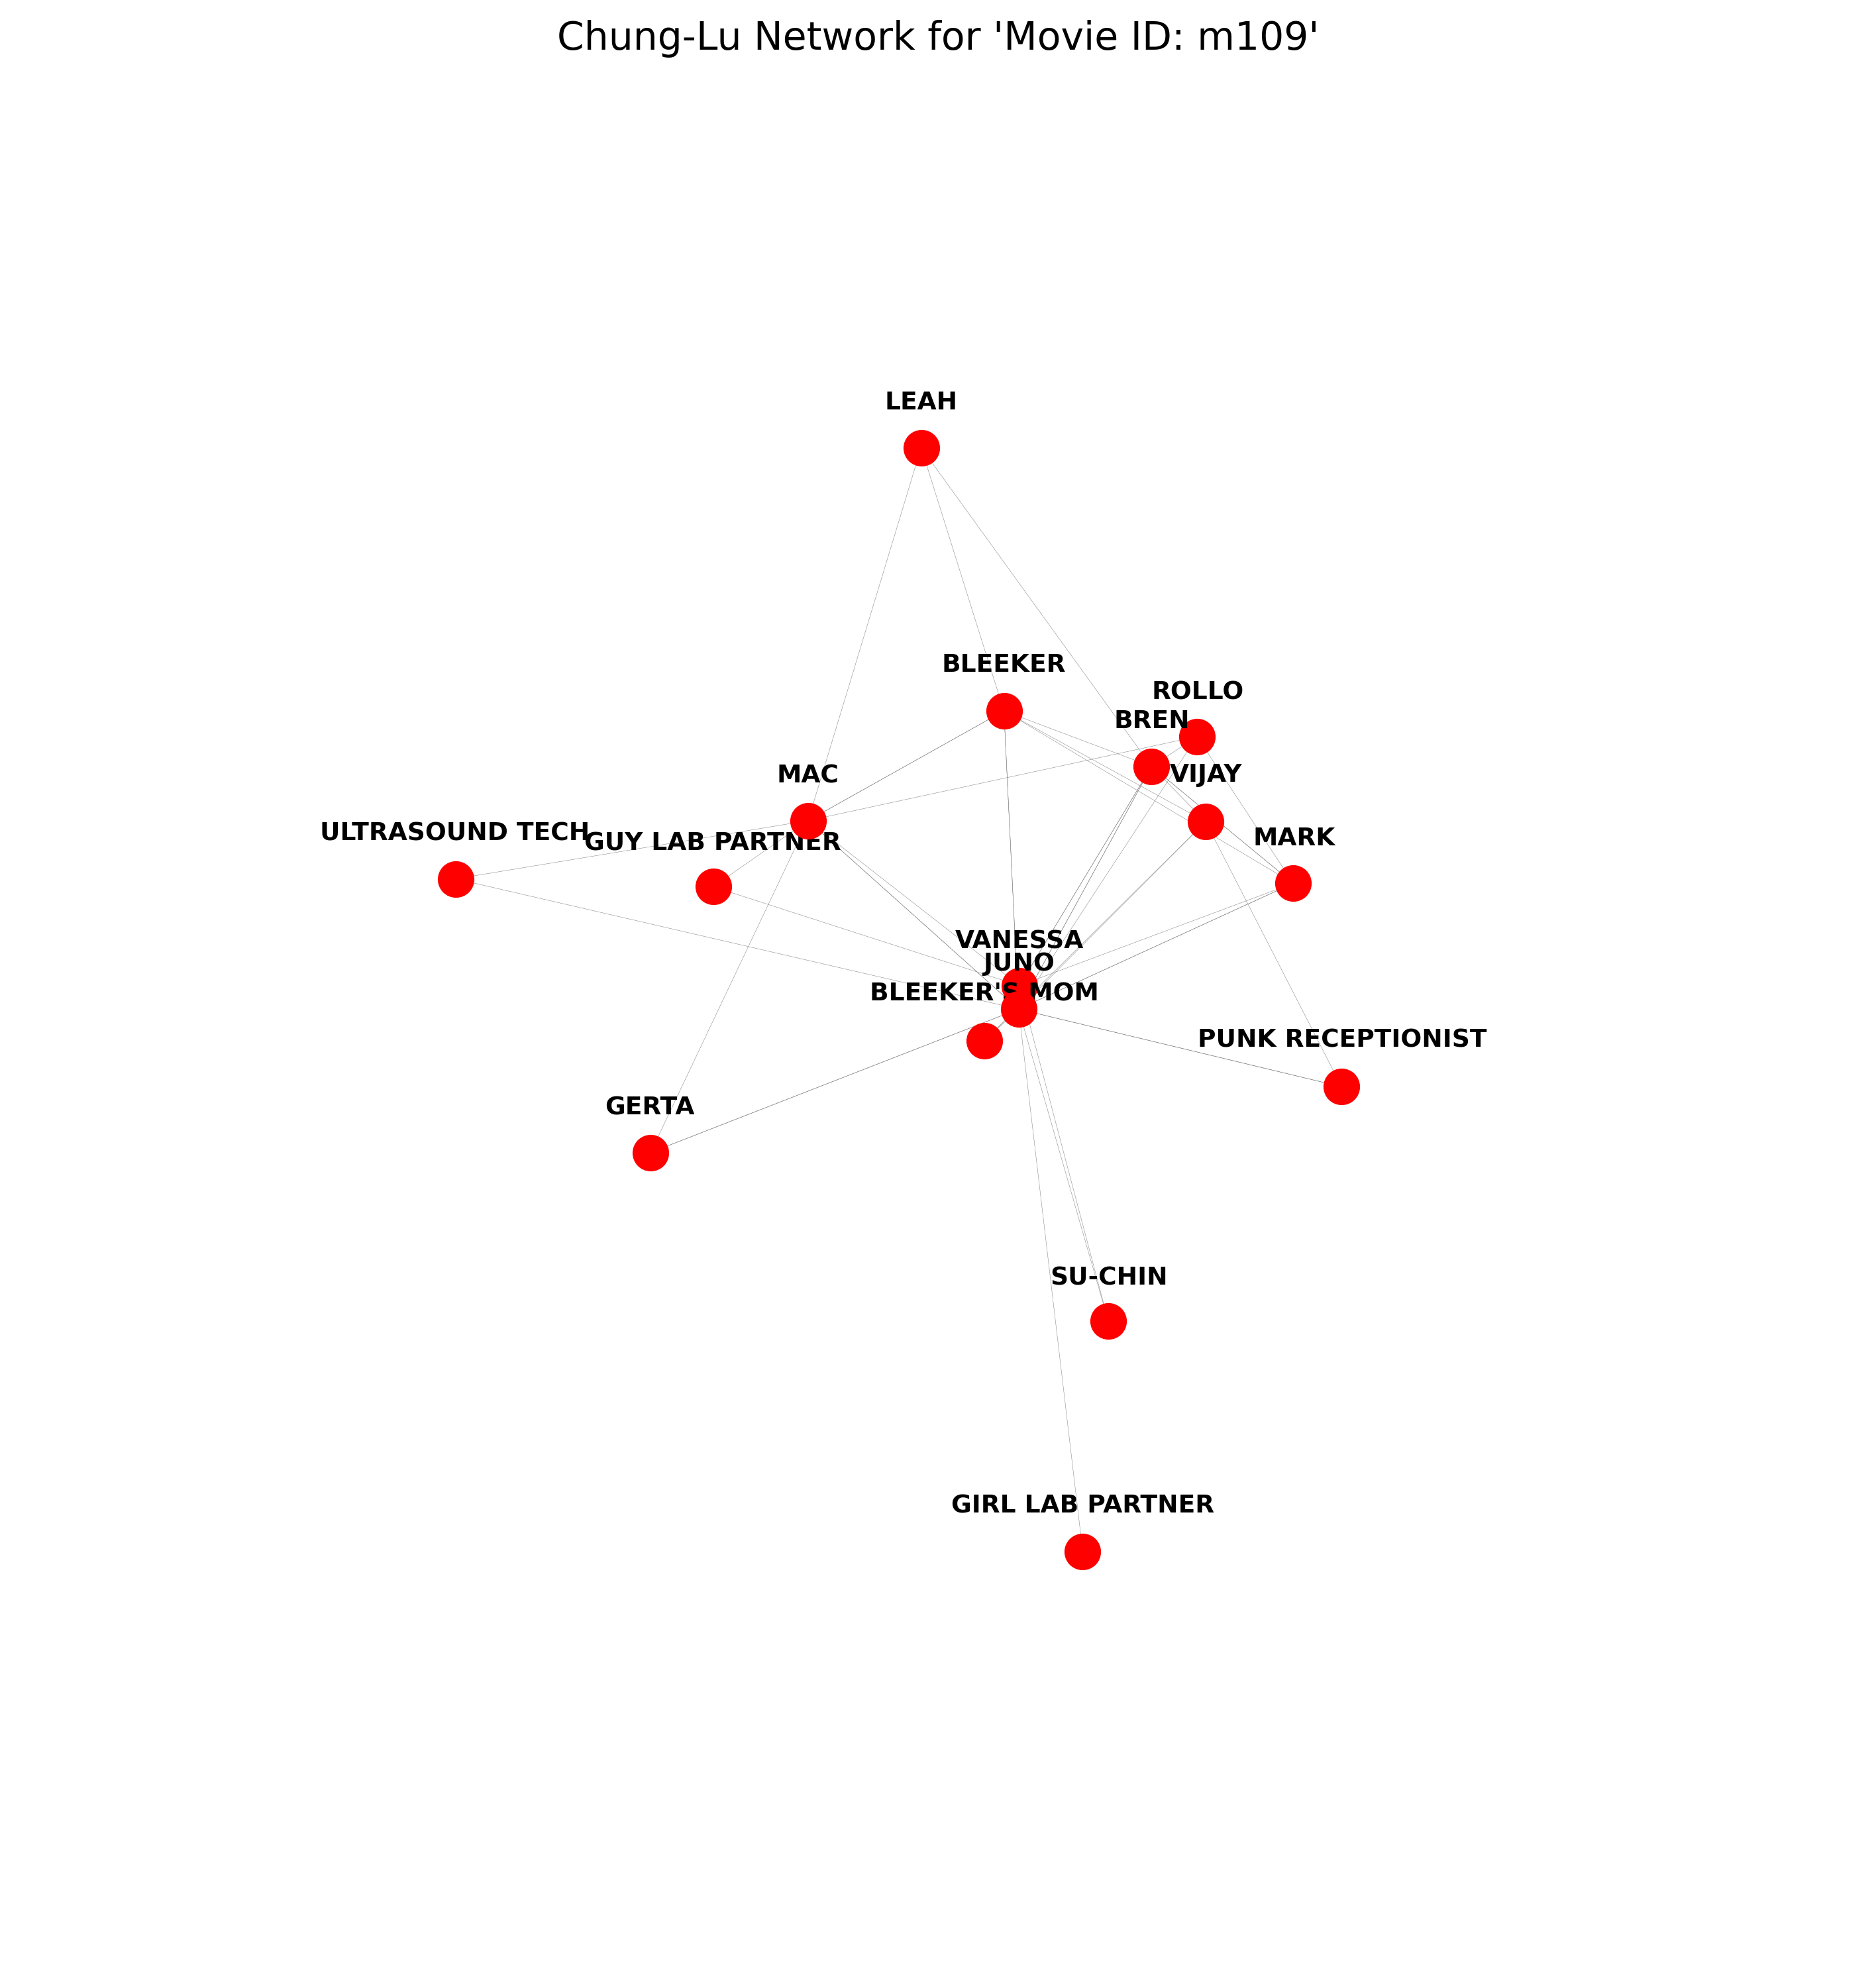 Chung-Lu Network for 'Movie ID: m109'
LEAH
BLEEKER
ROLLO
BREN
MAC
VIJAY
ULTRASOUND TECH
GUY LAB PARTNER
MARK
VANESSA
JUNO
BLEEKER'S MOM
PUNK RECEPTIONIST
GERTA
SU-CHIN
GIRL LAB PARTNER